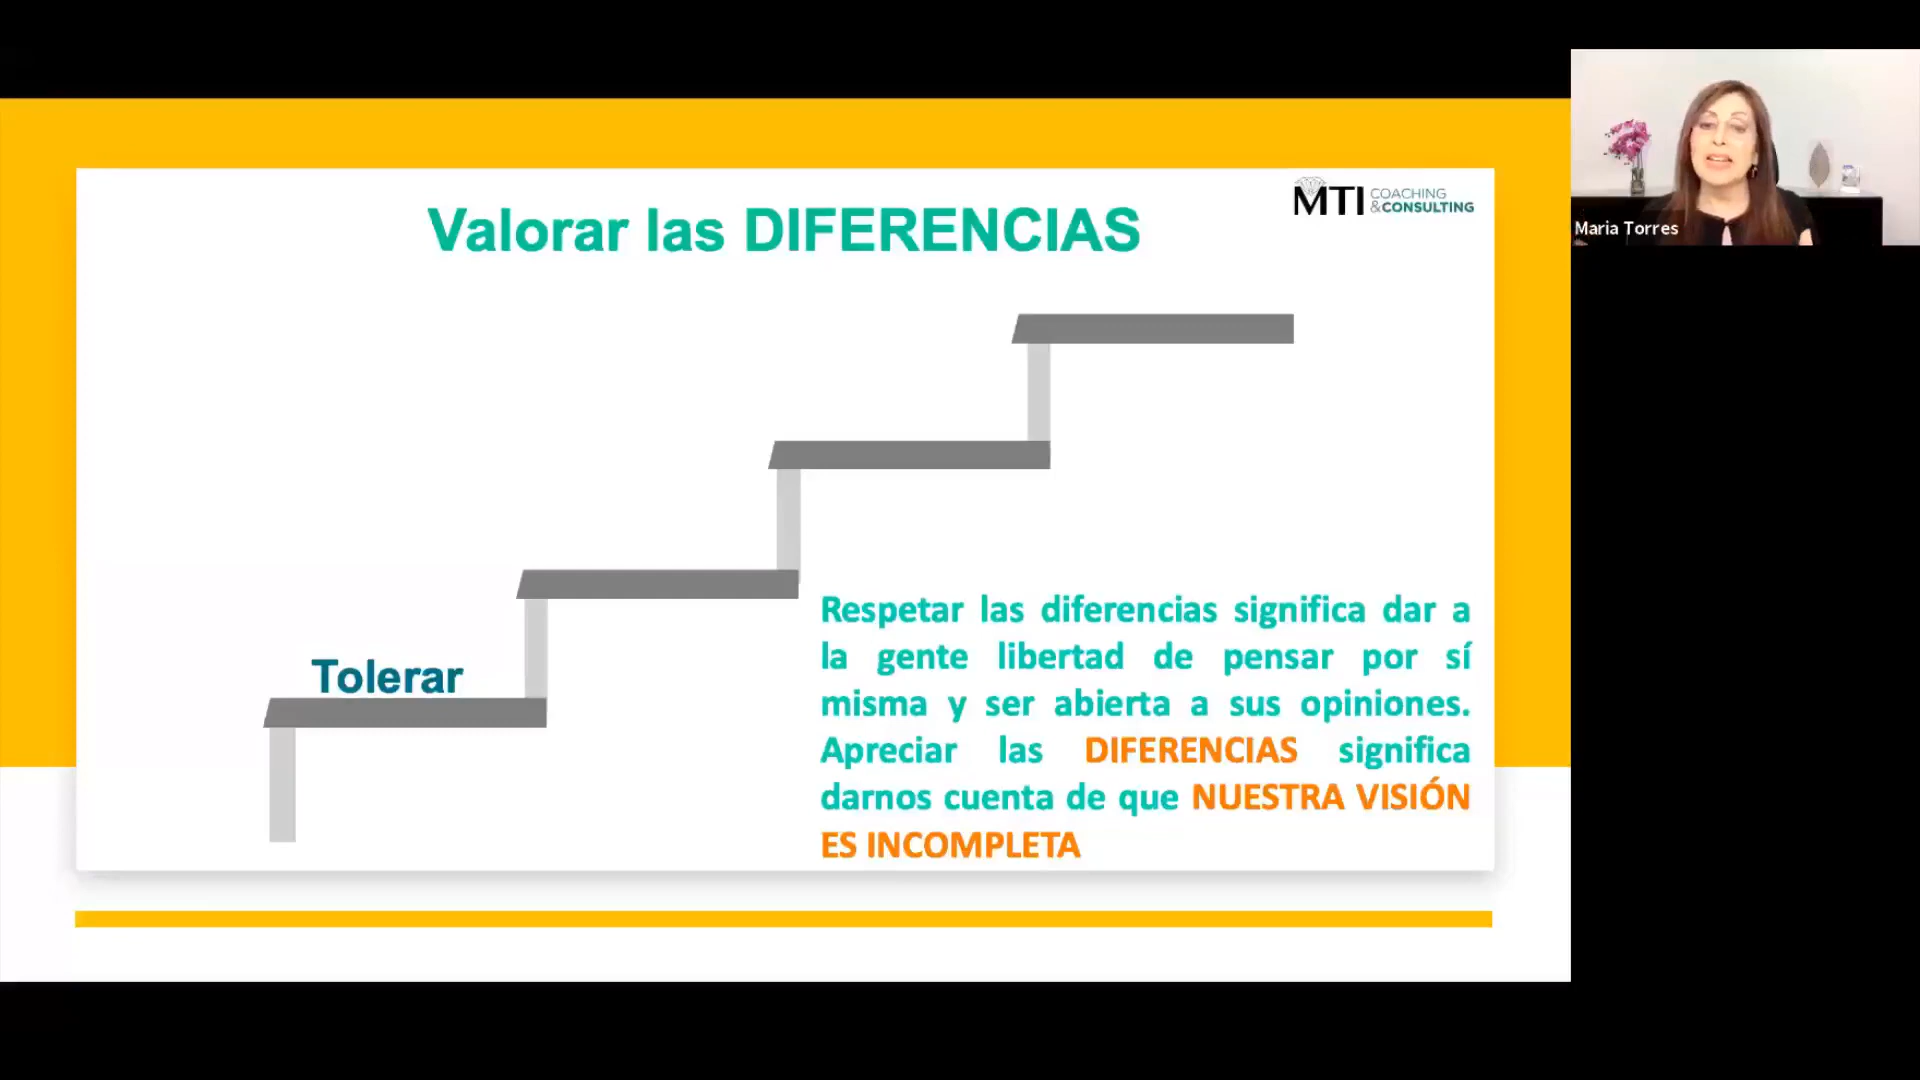 Valorar las DIFERENCIAS
MTI COACHING
&CONSULTING
Maria Torres
Tolerar
Respetar las diferencias significa dar a
la gente libertad de pensar por sí
misma y ser abierta a sus opiniones.
Apreciar las DIFERENCIAS significa
darnos cuenta de que NUESTRA VISIÓN
ES INCOMPLETA